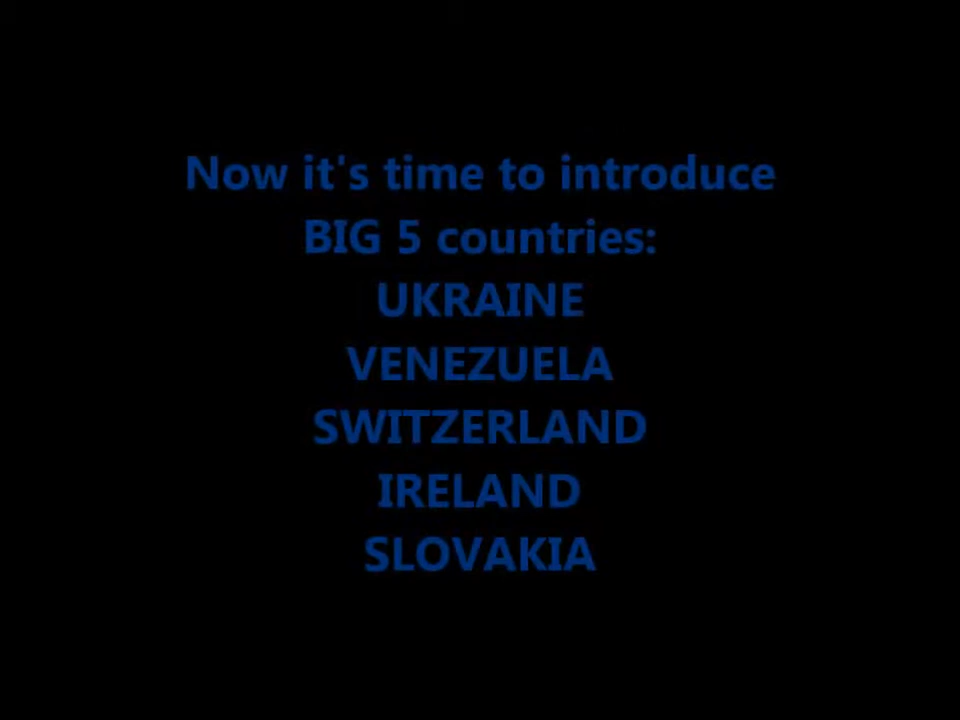 Now it's time to introduce
BIG 5 countries:
UKRAINE
VENEZUELA
SWITZERLAND
IRELAND
SLOVAKIA